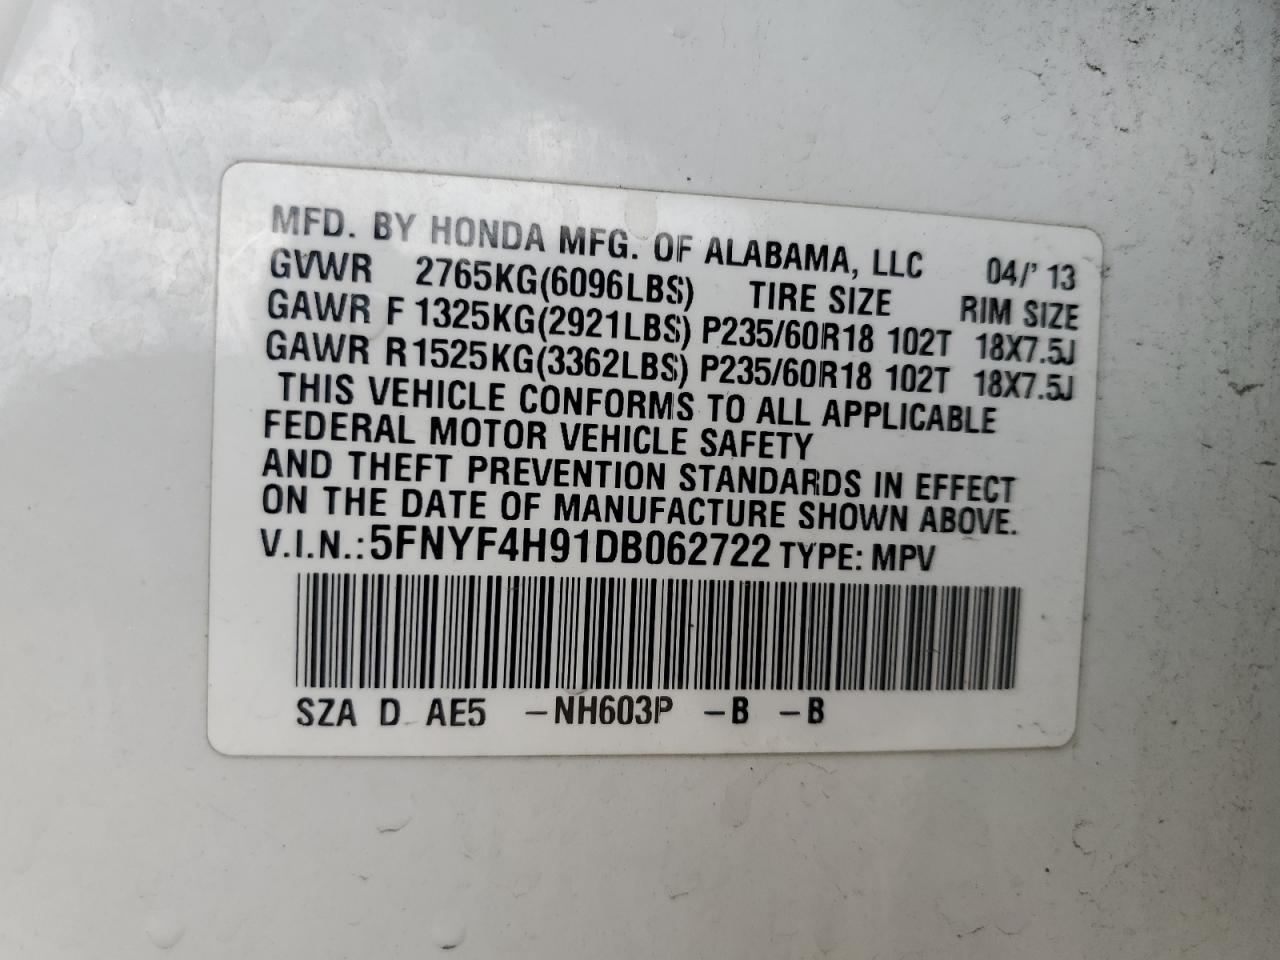 MFD. BY HONDA MFG. OF ALABAMA, LLC 04/' 13
GVWR 2765KG(6096LBS) TIRE SIZE RIM SIZE
GAWR F 1325KG(2921LBS) P235/60R18 102T 18X7.5J
GAWR R1525KG(3362LBS) P235/60R18 102T 18X7.5J
THIS VEHICLE CONFORMS TO ALL APPLICABLE
FEDERAL MOTOR VEHICLE SAFETY
AND THEFT PREVENTION STANDARDS IN EFFECT
ON THE DATE OF MANUFACTURE SHOWN ABOVE.
V.I.N.:5FNYF4H91DB062722 TYPE: MPV
SZA D AE5 -NH603P -B -B